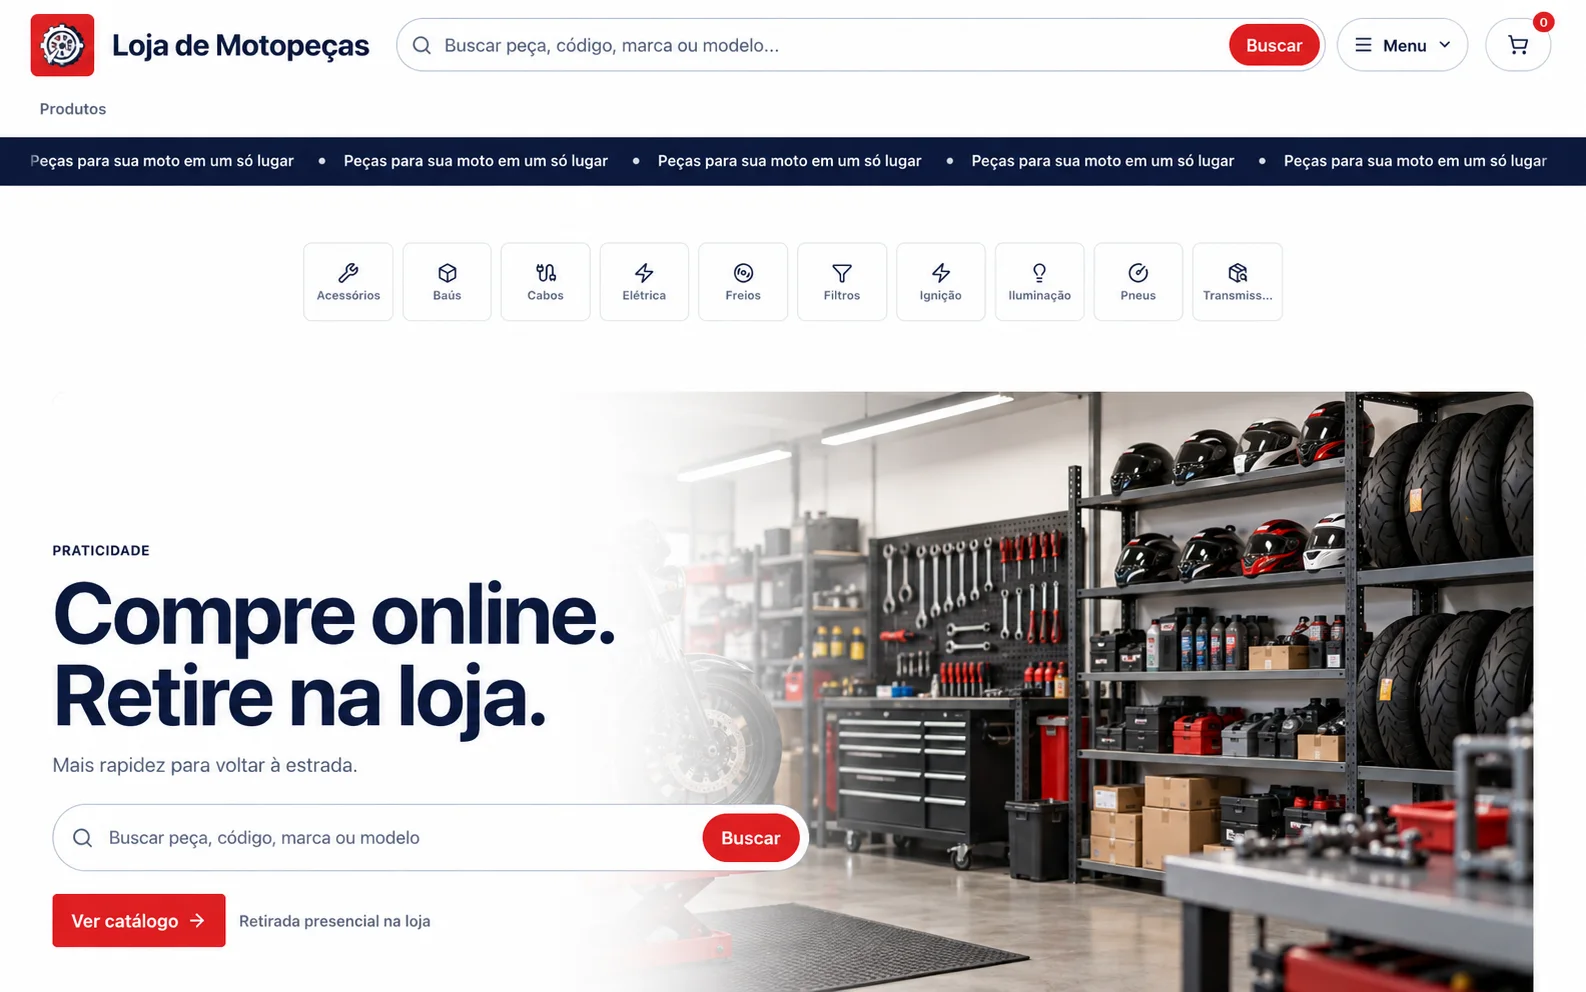 Loja de Motopeças
Buscar peça, código, marca ou modelo...
Buscar
Menu
0
Produtos
Peças para sua moto em um só lugar • Peças para sua moto em um só lugar • Peças para sua moto em um só lugar • Peças para sua moto em um só lugar • Peças para sua moto em um só lugar
Acessórios
Baús
Cabos
Elétrica
Freios
Filtros
Ignição
Iluminação
Pneus
Transmiss...
PRATICIDADE
Compre online.
Retire na loja.
Mais rapidez para voltar à estrada.
Buscar peça, código, marca ou modelo
Buscar
Ver catálogo
Retirada presencial na loja